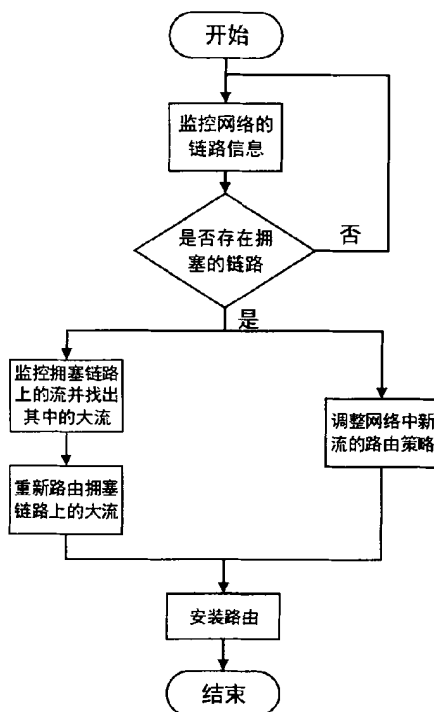 开始
监控网络的
链路信息
是否存在拥
塞的链路
否
是
监控拥塞链路
上的流并找出
其中的大流
调整网络中新
流的路由策略
重新路由拥塞
链路上的大流
安装路由
结束